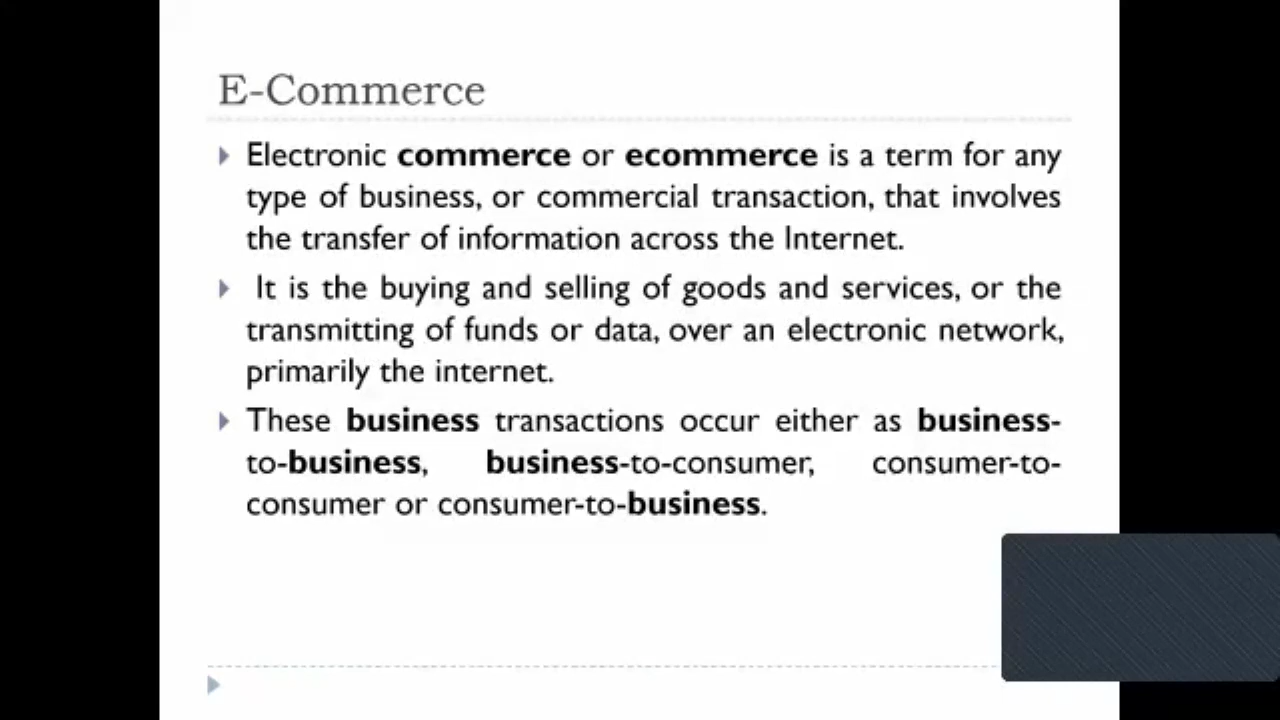 E-Commerce
Electronic commerce or ecommerce is a term for any
type of business, or commercial transaction, that involves
the transfer of information across the Internet.
It is the buying and selling of goods and services, or the
transmitting of funds or data, over an electronic network,
primarily the internet.
These business transactions occur either as business-
to-business, business-to-consumer, consumer-to-
consumer or consumer-to-business.